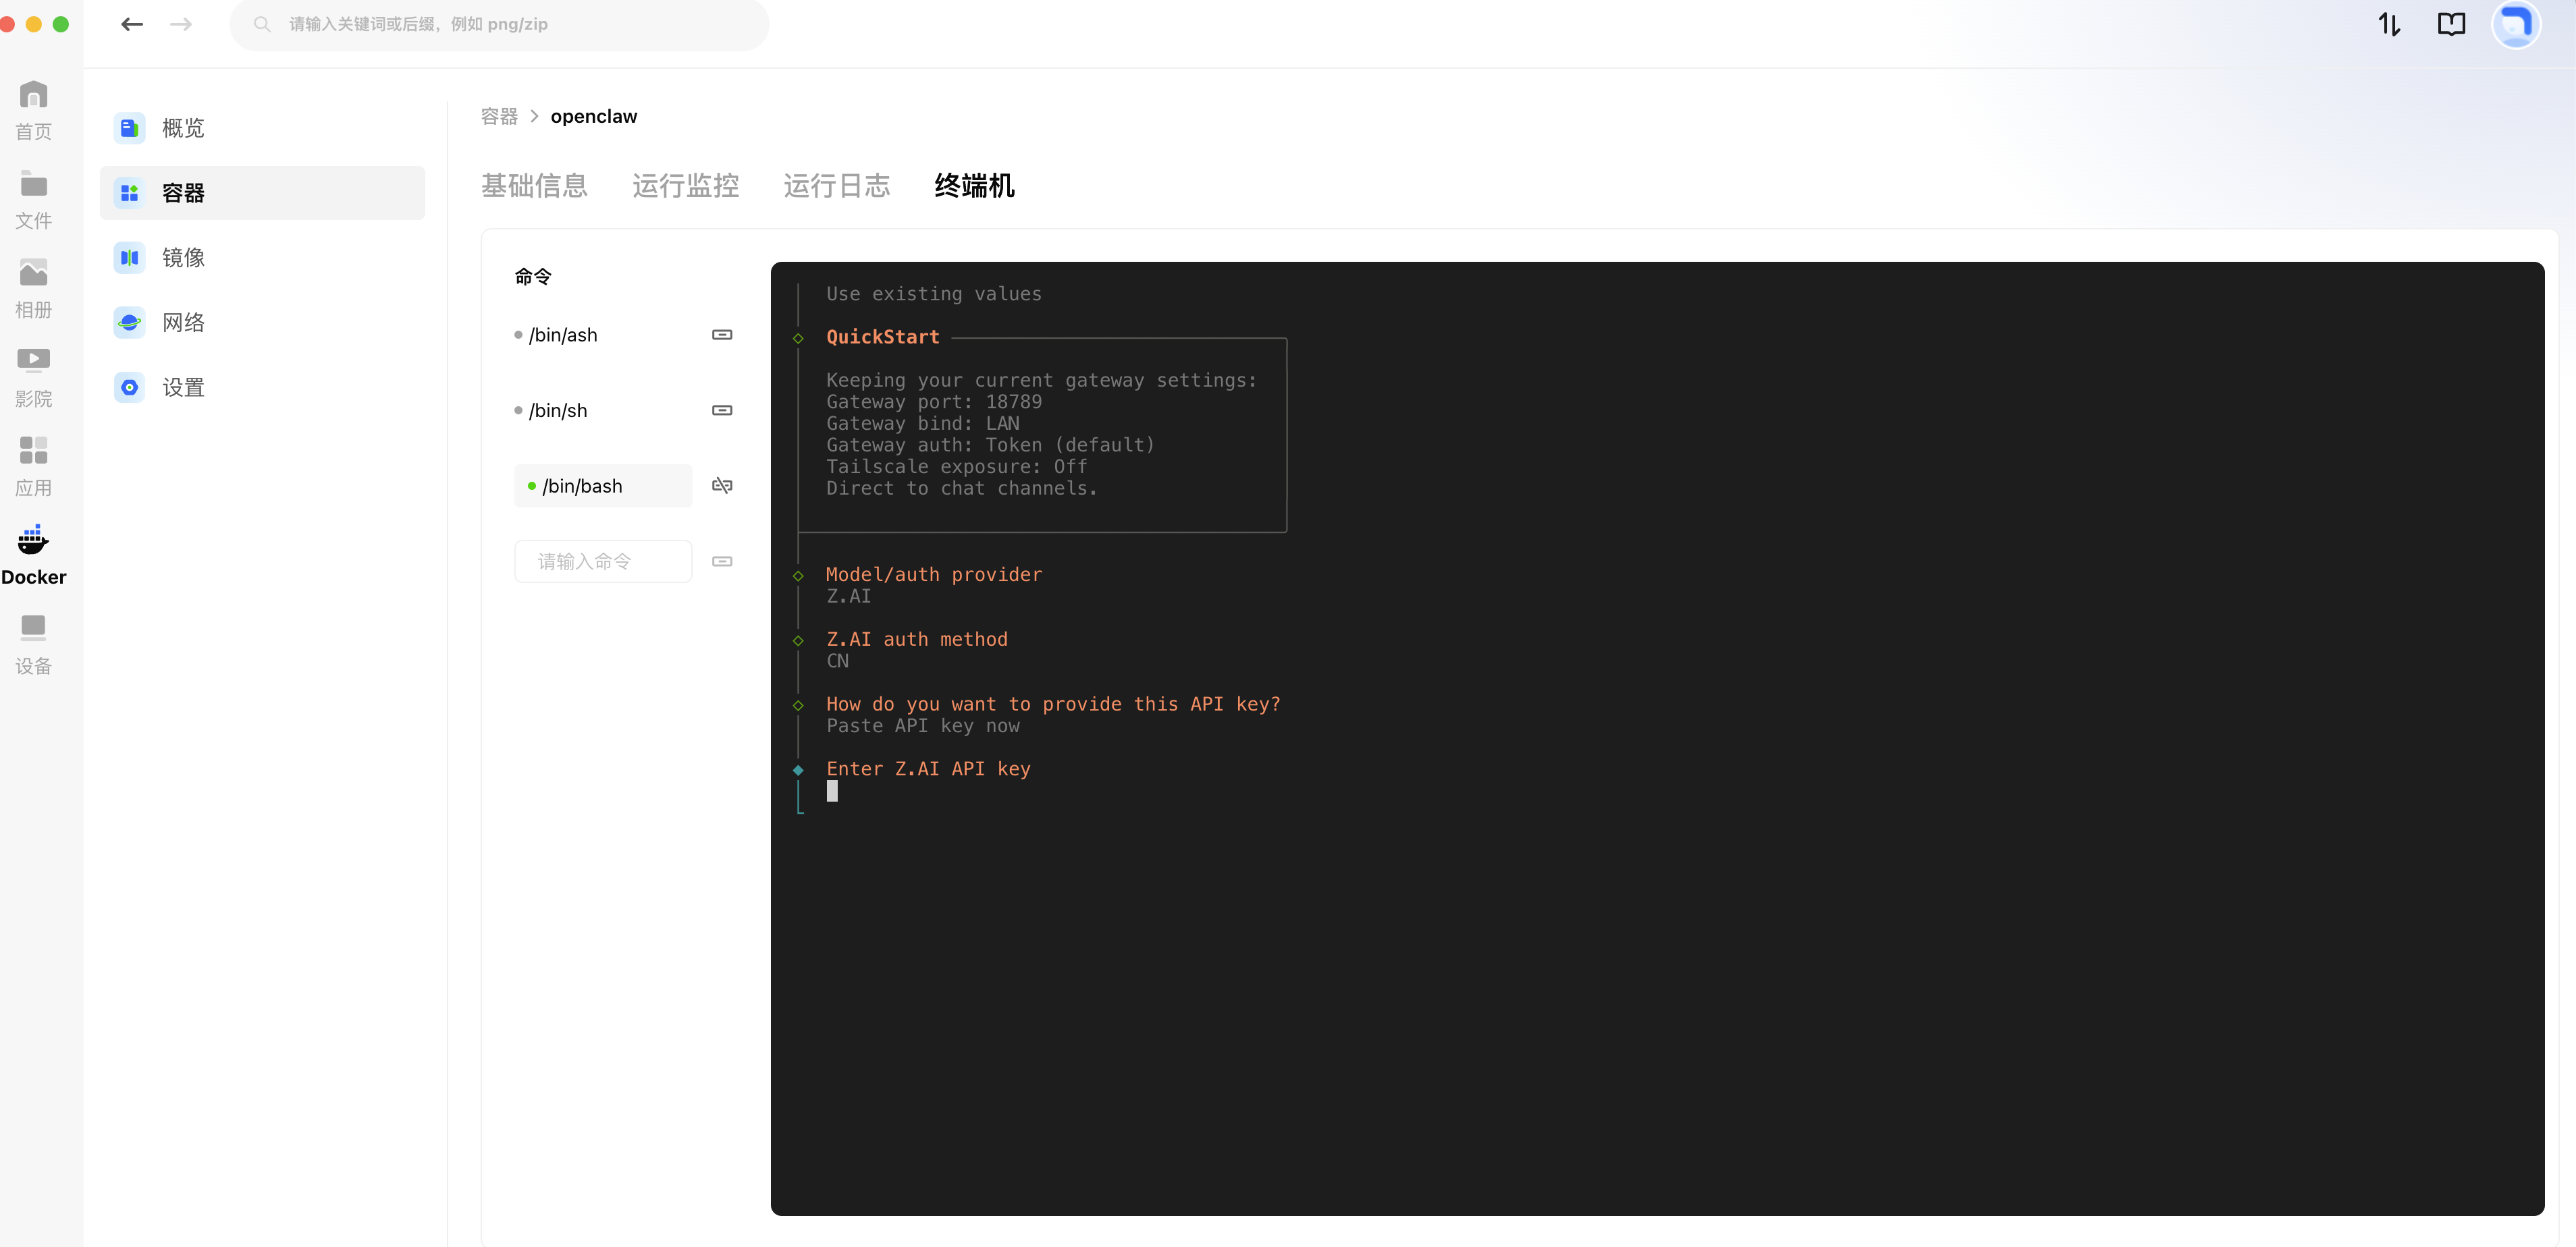 请输入关键词或后缀，例如 png/zip
首页
文件
相册
影院
应用
Docker
设备
概览
容器
镜像
网络
设置
容器 > openclaw
基础信息 运行监控 运行日志 终端机
命令
/bin/ash
/bin/sh
/bin/bash
请输入命令
Use existing values
QuickStart
Keeping your current gateway settings:
Gateway port: 18789
Gateway bind: LAN
Gateway auth: Token (default)
Tailscale exposure: Off
Direct to chat channels.
Model/auth provider
Z.AI
Z.AI auth method
CN
How do you want to provide this API key?
Paste API key now
Enter Z.AI API key